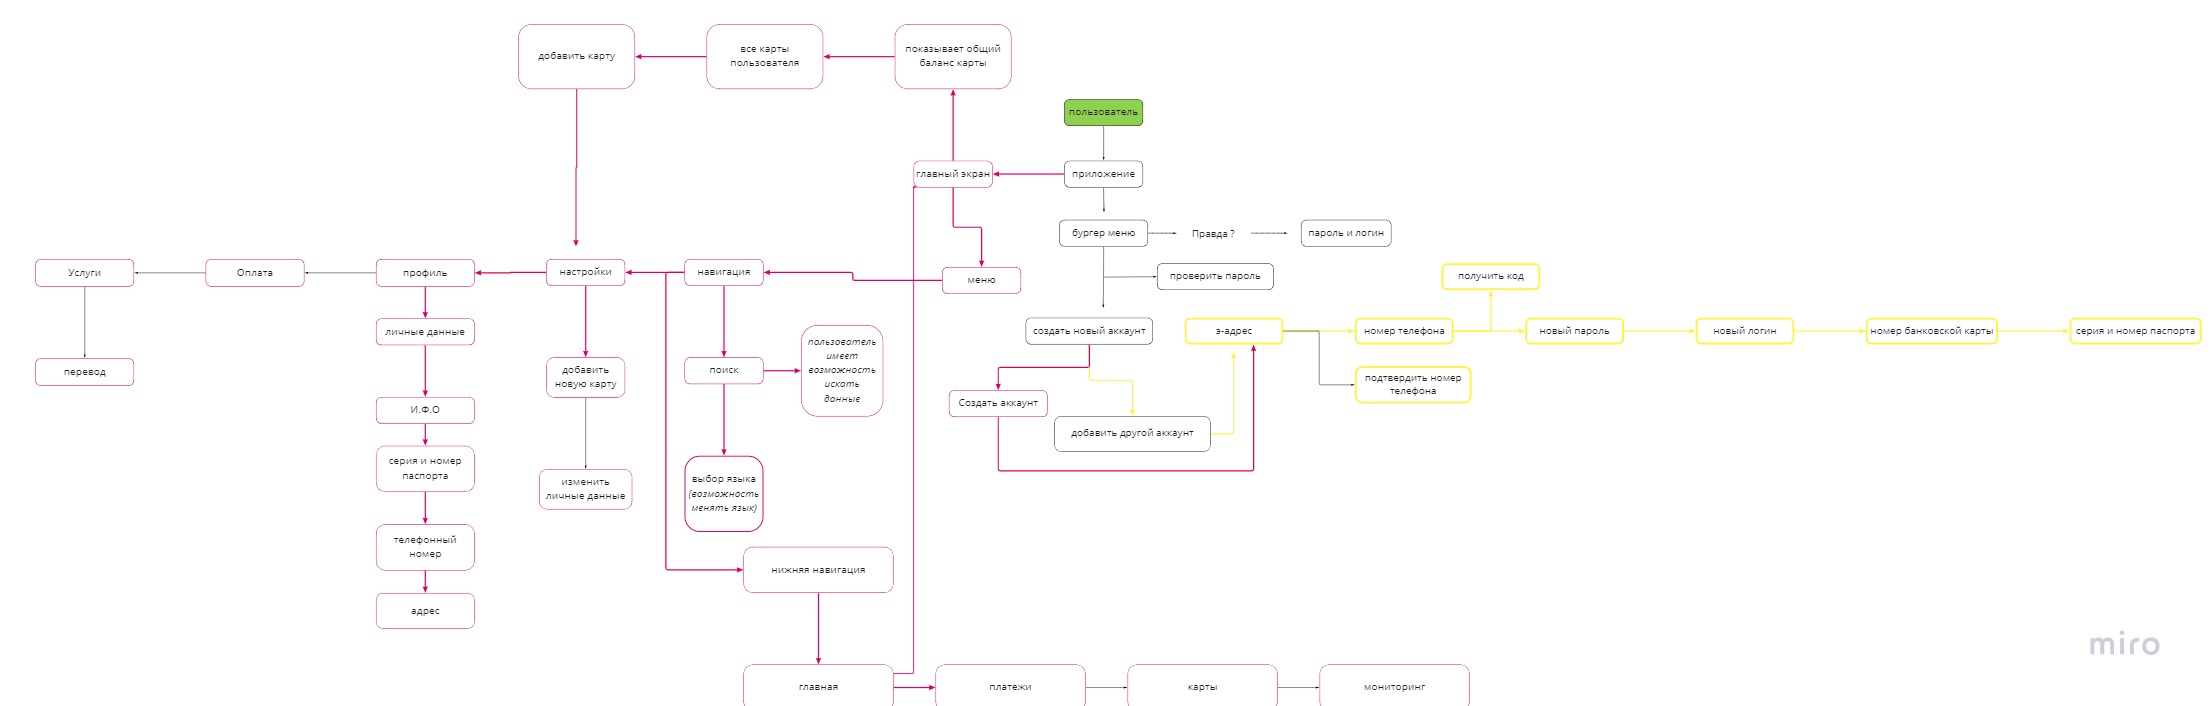 добавить карту
все карты
пользователя
показывает общий
баланс карты
пользователь
главный экран
приложение
бургер меню
Правда ?
пароль и логин
Услуги
Оплата
профиль
настройки
навигация
меню
проверить пароль
получить код
личные данные
создать новый аккаунт
э-адрес
номер телефона
новый пароль
новый логин
номер банковской карты
серия и номер паспорта
перевод
добавить
новую карту
поиск
пользователь
имеет
возможность
искать
данные
подтвердить номер
телефона
И.Ф.О
Создать аккаунт
добавить другой аккаунт
серия и номер
паспорта
изменить
личные данные
выбор языка
(возможность
менять язык)
телефонный
номер
нижняя навигация
адрес
miro
главная
платежи
карты
мониторинг